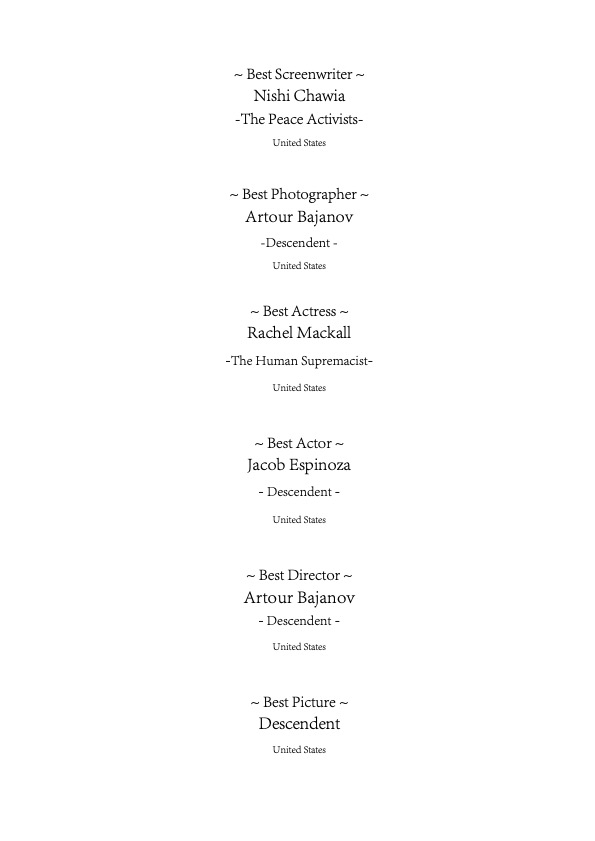 ~ Best Screenwriter ~
Nishi Chawia
-The Peace Activists-
United States
~ Best Photographer ~
Artour Bajanov
-Descendent -
United States
~ Best Actress ~
Rachel Mackall
-The Human Supremacist-
United States
~ Best Actor ~
Jacob Espinoza
- Descendent -
United States
~ Best Director ~
Artour Bajanov
- Descendent -
United States
~ Best Picture ~
Descendent
United States